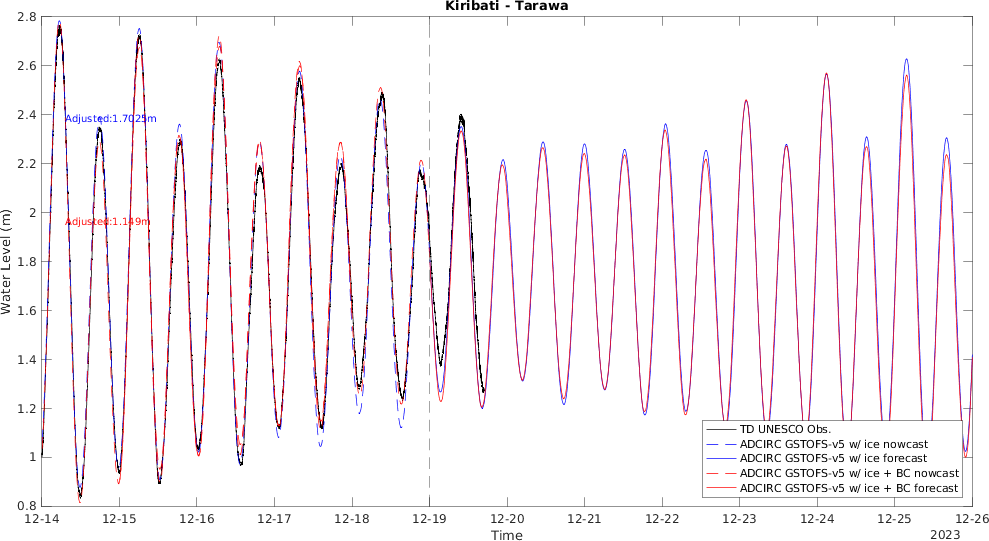 Kiribati - Tarawa
2.8
2.6
2.4
2.2
2
1.8
1.6
1.4
1.2
1
0.8
Water Level (m)
Adjusted:1.7025m
Adjusted:1.149m
TD UNESCO Obs.
ADCIRC GSTOFS-v5 w/ ice nowcast
ADCIRC GSTOFS-v5 w/ ice forecast
ADCIRC GSTOFS-v5 w/ ice + BC nowcast
ADCIRC GSTOFS-v5 w/ ice + BC forecast
12-14 12-15 12-16 12-17 12-18 12-19 12-20 12-21 12-22 12-23 12-24 12-25 12-26
Time
2023